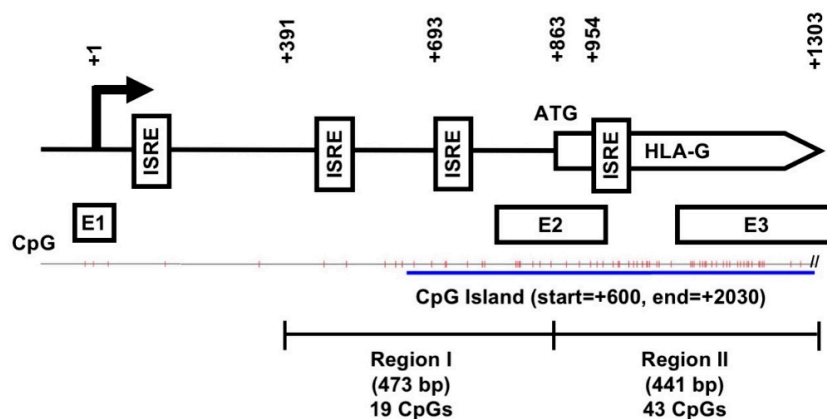 +1
+391
+693
+863
+954
+1303
ATG
ISRE
ISRE
ISRE
ISRE
HLA-G
E1
E2
E3
CpG
//
CpG Island (start=+600, end=+2030)
Region I
(473 bp)
19 CpGs
Region II
(441 bp)
43 CpGs